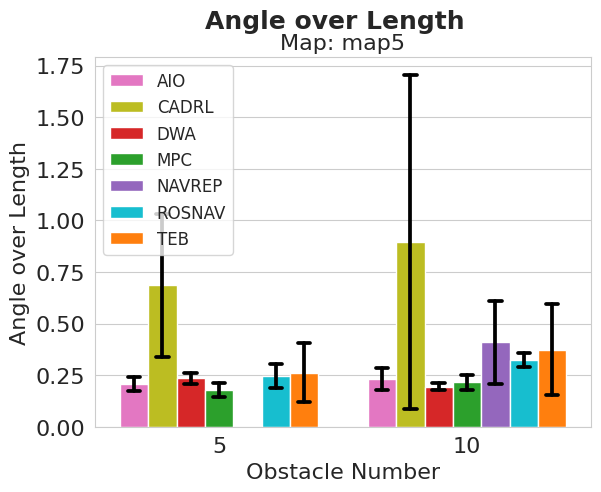 Angle over Length
Map: map5
1.75
1.50
1.25
1.00
0.75
0.50
0.25
0.00
Angle over Length
AIO
CADRL
DWA
MPC
NAVREP
ROSNAV
TEB
5
10
Obstacle Number